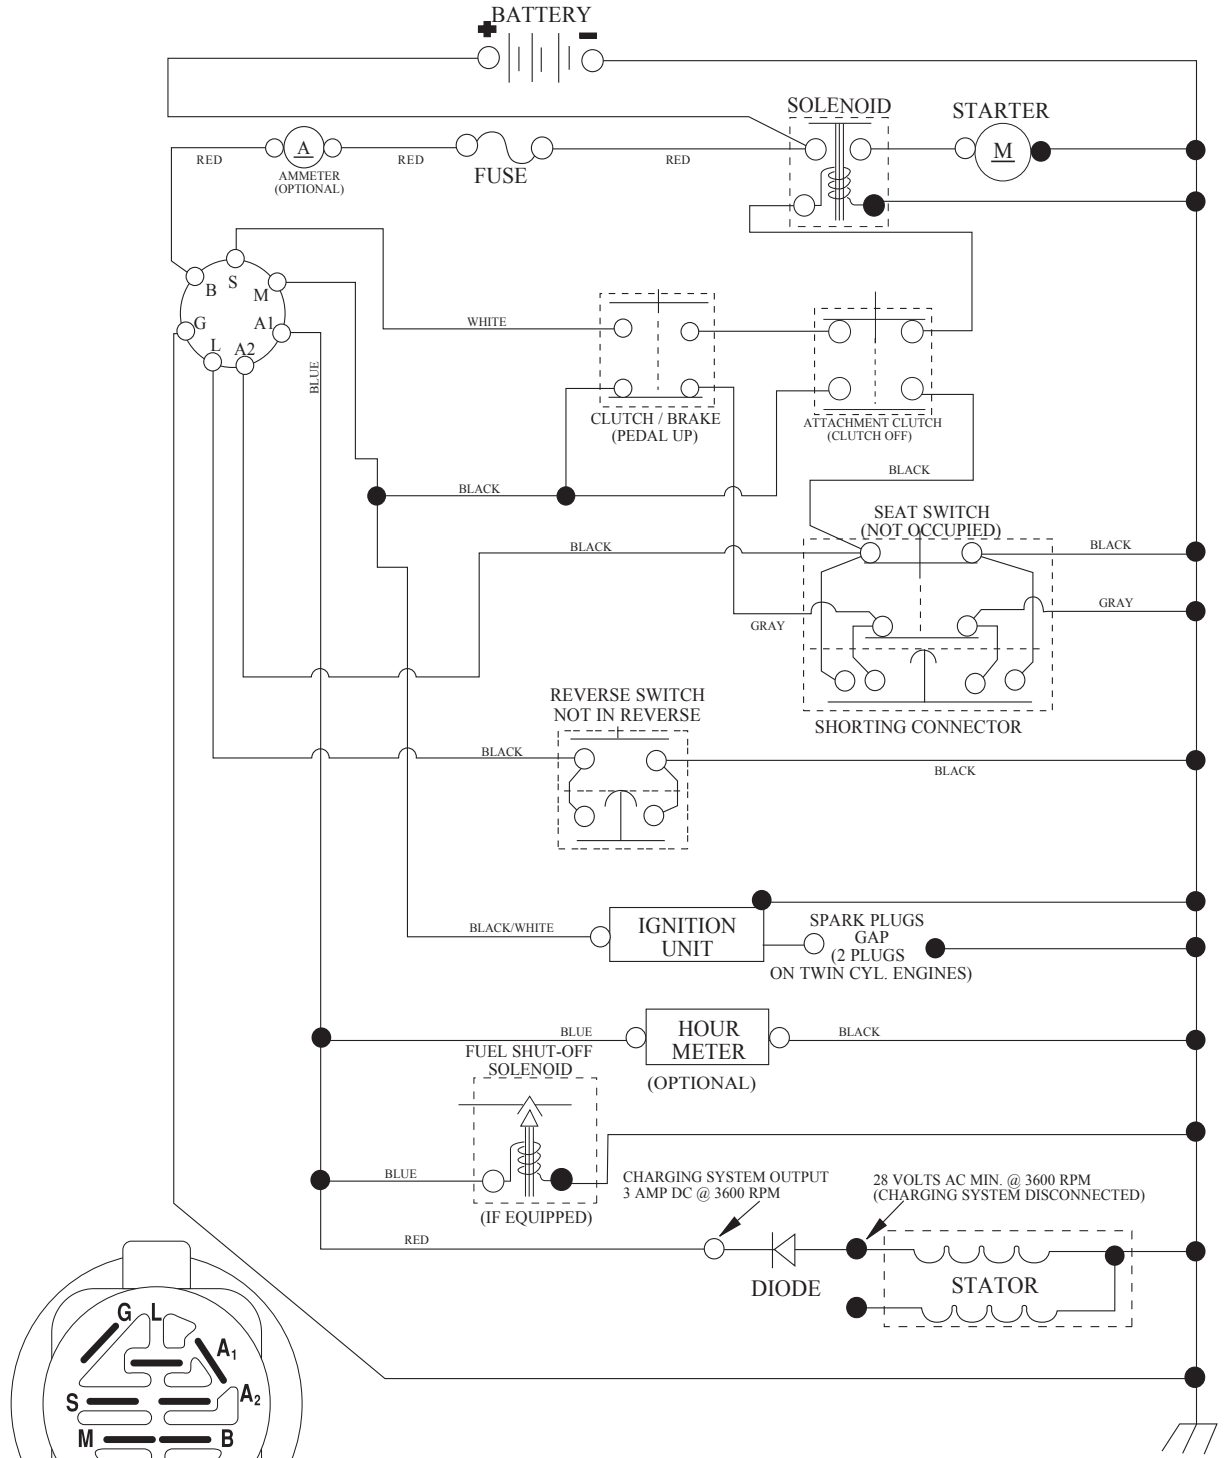 BATTERY
SOLENOID
STARTER
A
M
RED
RED
RED
AMMETER
(OPTIONAL)
FUSE
B
S
M
G
A1
L
A2
BLUE
WHITE
CLUTCH / BRAKE
(PEDAL UP)
ATTACHMENT CLUTCH
(CLUTCH OFF)
BLACK
BLACK
SEAT SWITCH
(NOT OCCUPIED)
BLACK
BLACK
GRAY
GRAY
REVERSE SWITCH
NOT IN REVERSE
SHORTING CONNECTOR
BLACK
BLACK
BLACK/WHITE
IGNITION
UNIT
SPARK PLUGS
GAP
(2 PLUGS
ON TWIN CYL. ENGINES)
BLUE
HOUR
METER
BLACK
(OPTIONAL)
FUEL SHUT-OFF
SOLENOID
BLUE
(IF EQUIPPED)
CHARGING SYSTEM OUTPUT
3 AMP DC @ 3600 RPM
28 VOLTS AC MIN. @ 3600 RPM
(CHARGING SYSTEM DISCONNECTED)
RED
DIODE
STATOR
G L
A1
S
A2
M
B